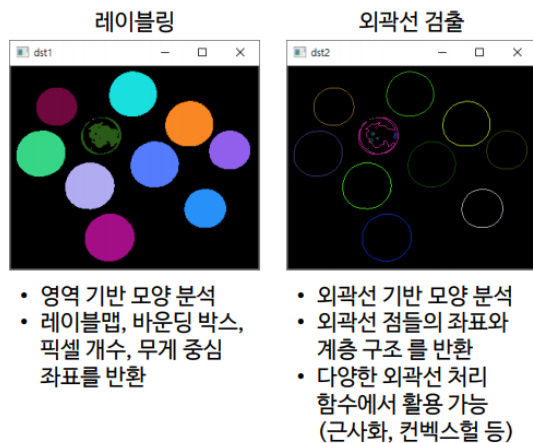 레이블링
dst1
• 영역 기반 모양 분석
• 레이블맵, 바운딩 박스,
픽셀 개수, 무게 중심
좌표를 반환
외곽선 검출
dst2
• 외곽선 기반 모양 분석
• 외곽선 점들의 좌표와
계층 구조 를 반환
• 다양한 외곽선 처리
함수에서 활용 가능
(근사화, 컨벡스헐 등)